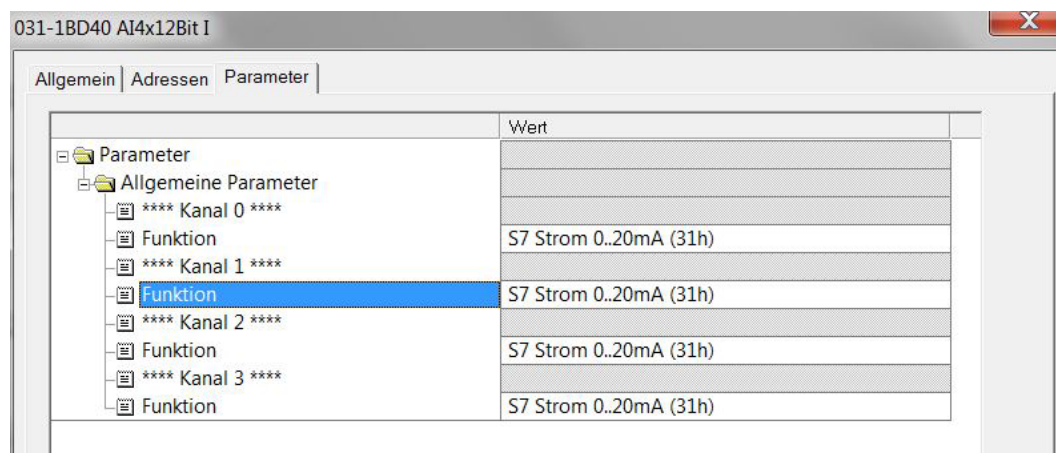 031-1BD40 AI4x12Bit I
Allgemein Adressen Parameter
Wert
Parameter
Allgemeine Parameter
**** Kanal 0 ****
Funktion S7 Strom 0..20mA (31h)
**** Kanal 1 ****
Funktion S7 Strom 0..20mA (31h)
**** Kanal 2 ****
Funktion S7 Strom 0..20mA (31h)
**** Kanal 3 ****
Funktion S7 Strom 0..20mA (31h)